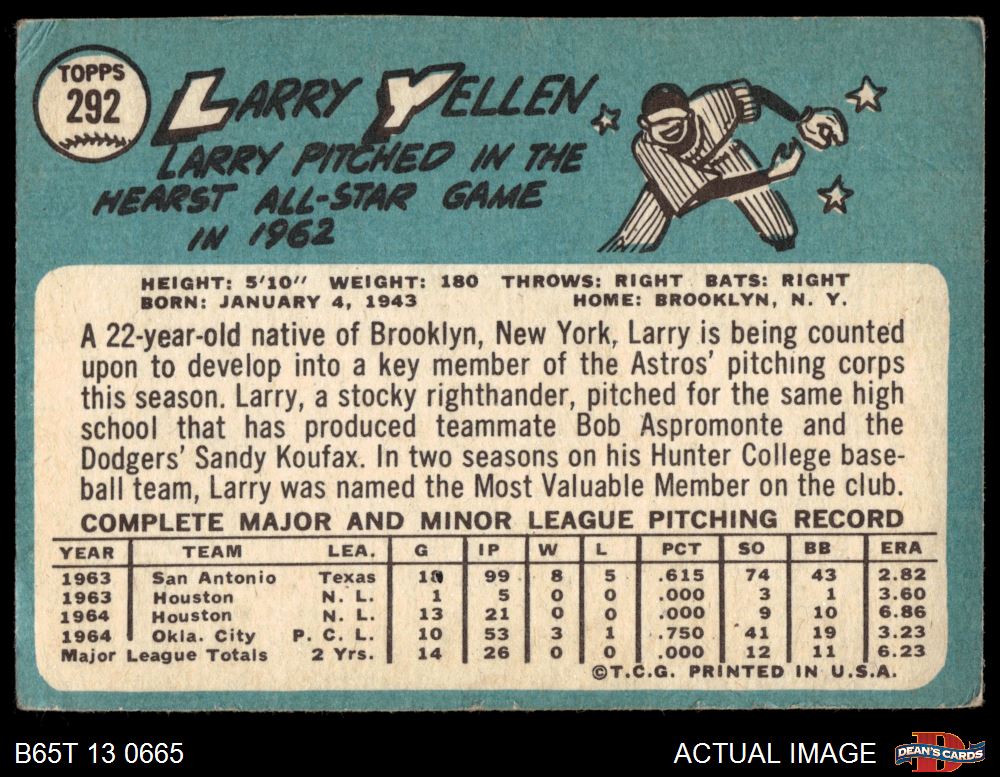 TOPPS
292
LARRY YELLEN
LARRY PITCHED IN THE
HEARST ALL-STAR GAME
IN 1962
HEIGHT: 5'10" WEIGHT: 180 THROWS: RIGHT BATS: RIGHT
BORN: JANUARY 4, 1943 HOME: BROOKLYN, N. Y.
A 22-year-old native of Brooklyn, New York, Larry is being counted
upon to develop into a key member of the Astros' pitching corps
this season. Larry, a stocky righthander, pitched for the same high
school that has produced teammate Bob Aspromonte and the
Dodgers' Sandy Koufax. In two seasons on his Hunter College base-
ball team, Larry was named the Most Valuable Member on the club.
COMPLETE MAJOR AND MINOR LEAGUE PITCHING RECORD
YEAR TEAM LEA. G IP W L PCT SO BB ERA
1963 San Antonio Texas 18 99 8 5 .615 74 43 2.82
1963 Houston N. L. 1 5 0 0 .000 3 1 3.60
1964 Houston N. L. 13 21 0 0 .000 9 10 6.86
1964 Okla. City P. C. L. 10 53 3 1 .750 41 19 3.23
Major League Totals 2 Yrs. 14 26 0 0 .000 12 11 6.23
©T.C.G. PRINTED IN U.S.A.
B65T 13 0665
ACTUAL IMAGE
D
DEAN'S CARDS